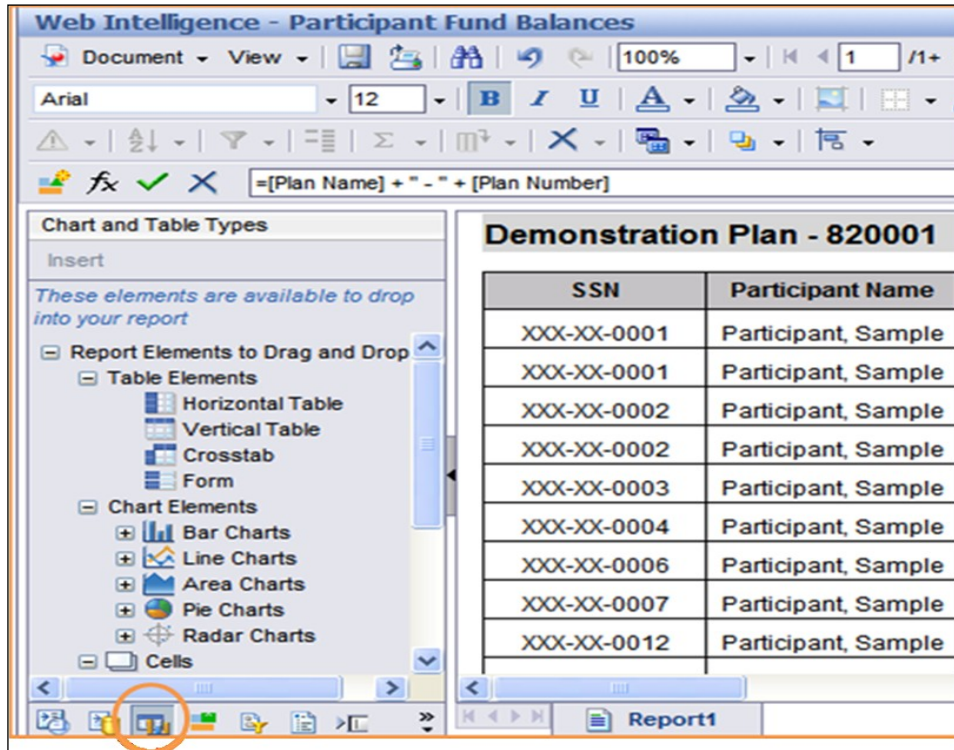 Web Intelligence - Participant Fund Balances
Document View 100% 1 /1+
Arial 12 B I U A
fx =[Plan Name] + " - " + [Plan Number]
Chart and Table Types
Insert
These elements are available to drop
into your report
Report Elements to Drag and Drop
Table Elements
Horizontal Table
Vertical Table
Crosstab
Form
Chart Elements
Bar Charts
Line Charts
Area Charts
Pie Charts
Radar Charts
Cells
Demonstration Plan - 820001
SSN Participant Name
XXX-XX-0001 Participant, Sample
XXX-XX-0001 Participant, Sample
XXX-XX-0002 Participant, Sample
XXX-XX-0002 Participant, Sample
XXX-XX-0003 Participant, Sample
XXX-XX-0004 Participant, Sample
XXX-XX-0006 Participant, Sample
XXX-XX-0007 Participant, Sample
XXX-XX-0012 Participant, Sample
Report1